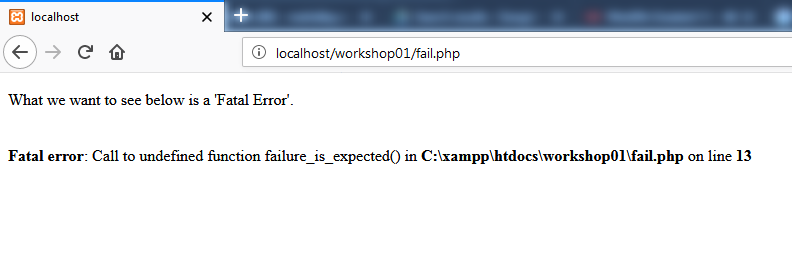 localhost
localhost/workshop01/fail.php
What we want to see below is a 'Fatal Error'.
Fatal error: Call to undefined function failure_is_expected() in C:\xampp\htdocs\workshop01\fail.php on line 13